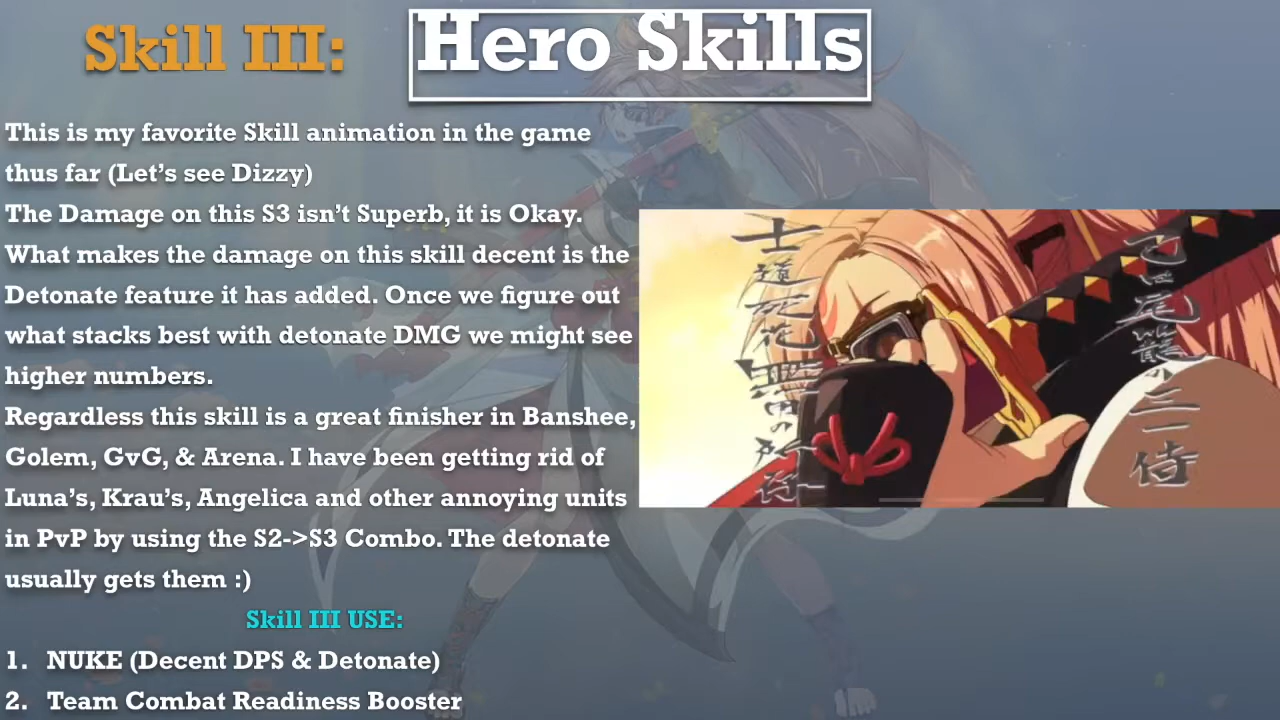 Skill III:
Hero Skills
This is my favorite Skill animation in the game
thus far (Let’s see Dizzy)
The Damage on this S3 isn’t Superb, it is Okay.
What makes the damage on this skill decent is the
Detonate feature it has added. Once we figure out
what stacks best with detonate DMG we might see
higher numbers.
Regardless this skill is a great finisher in Banshee,
Golem, GvG, & Arena. I have been getting rid of
Luna’s, Krau’s, Angelica and other annoying units
in PvP by using the S2->S3 Combo. The detonate
usually gets them :)
Skill III USE:
1. NUKE (Decent DPS & Detonate)
2. Team Combat Readiness Booster
士道死花
侍